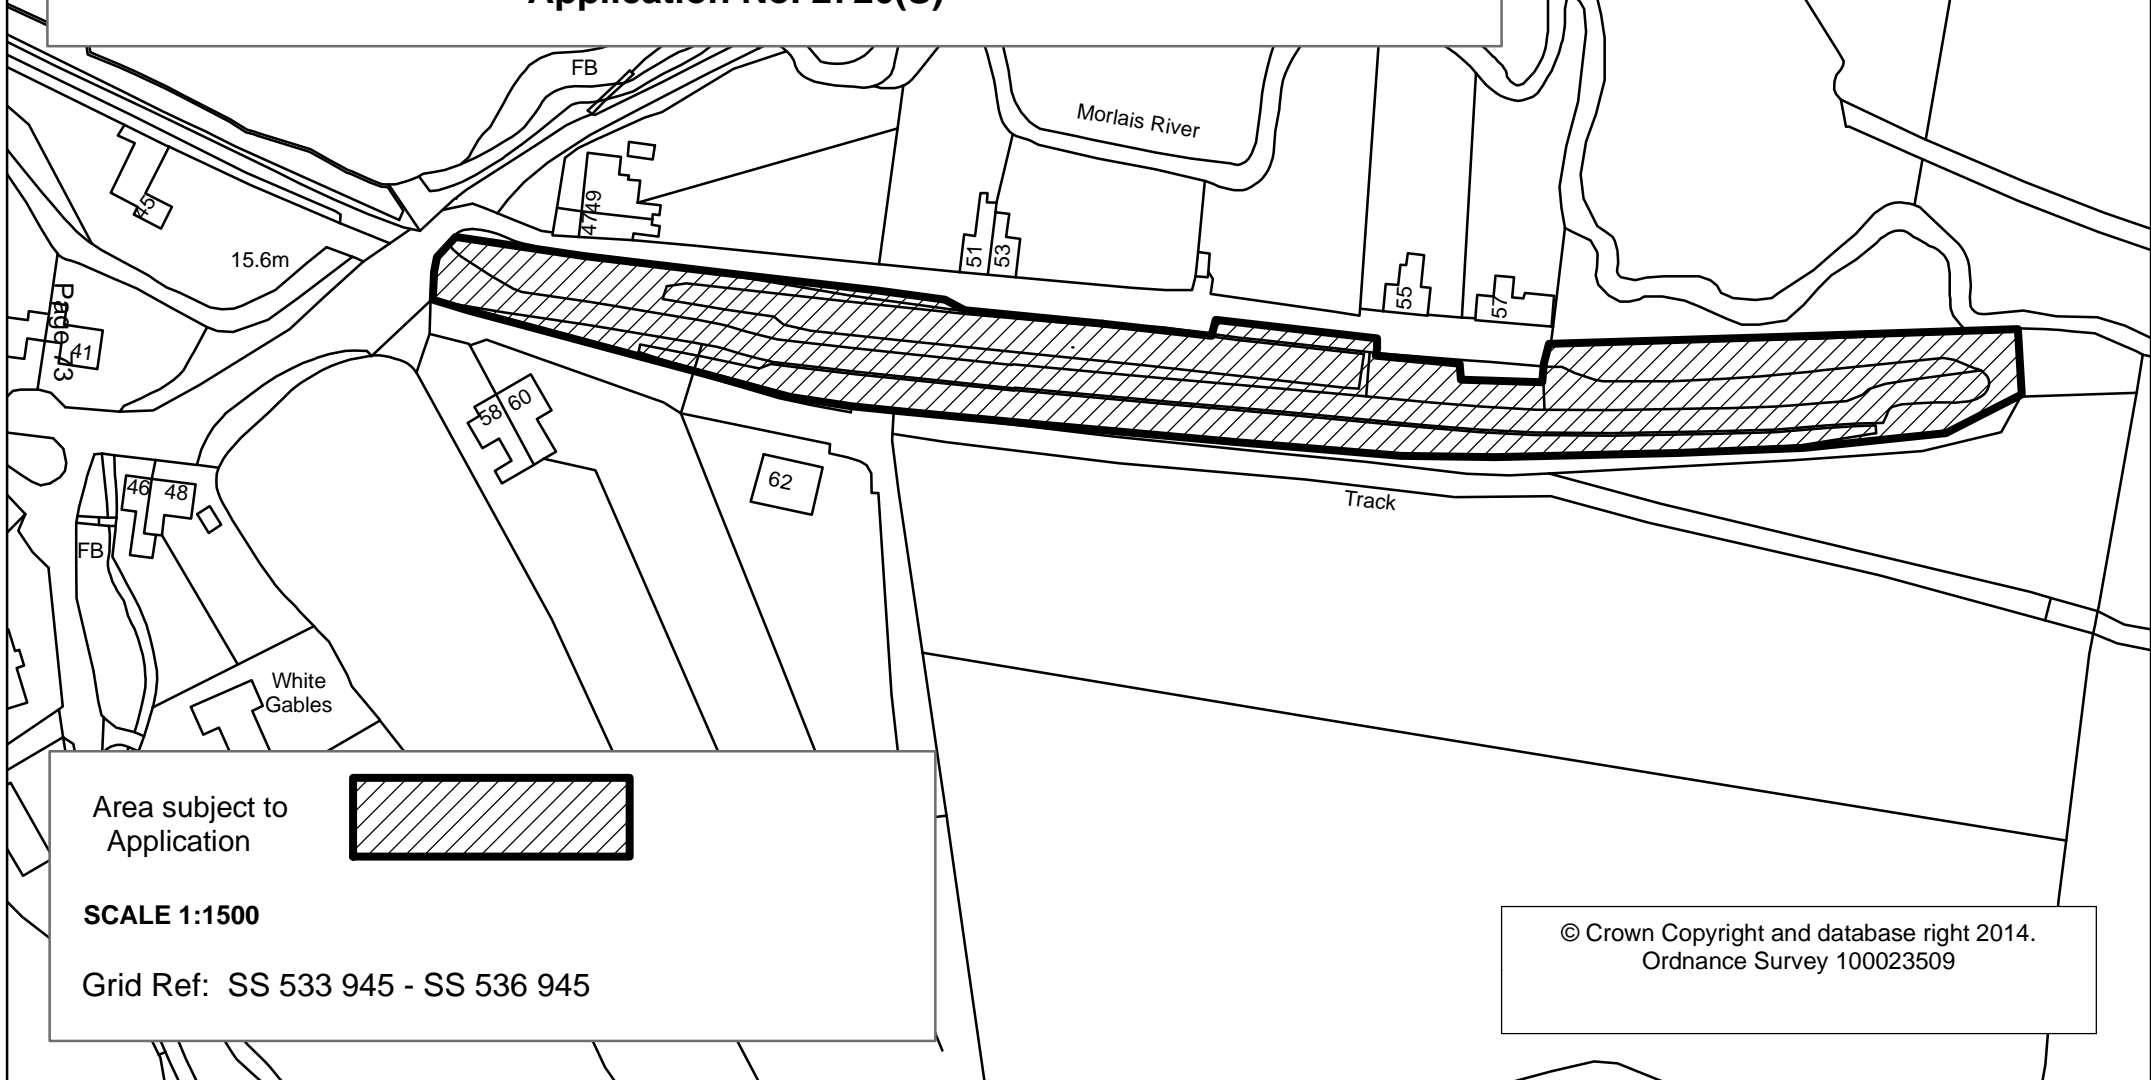 FB
Morlais River
45
4749
15.6m
51
53
55
57
Page 73
41
58
60
62
46
48
FB
Track
White
Gables
Area subject to
Application
SCALE 1:1500
Grid Ref: SS 533 945 - SS 536 945
© Crown Copyright and database right 2014.
Ordnance Survey 100023509